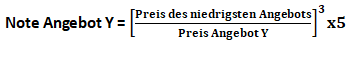 Note Angebot Y = [Preis des niedrigsten Angebots / Preis Angebot Y]³ x5